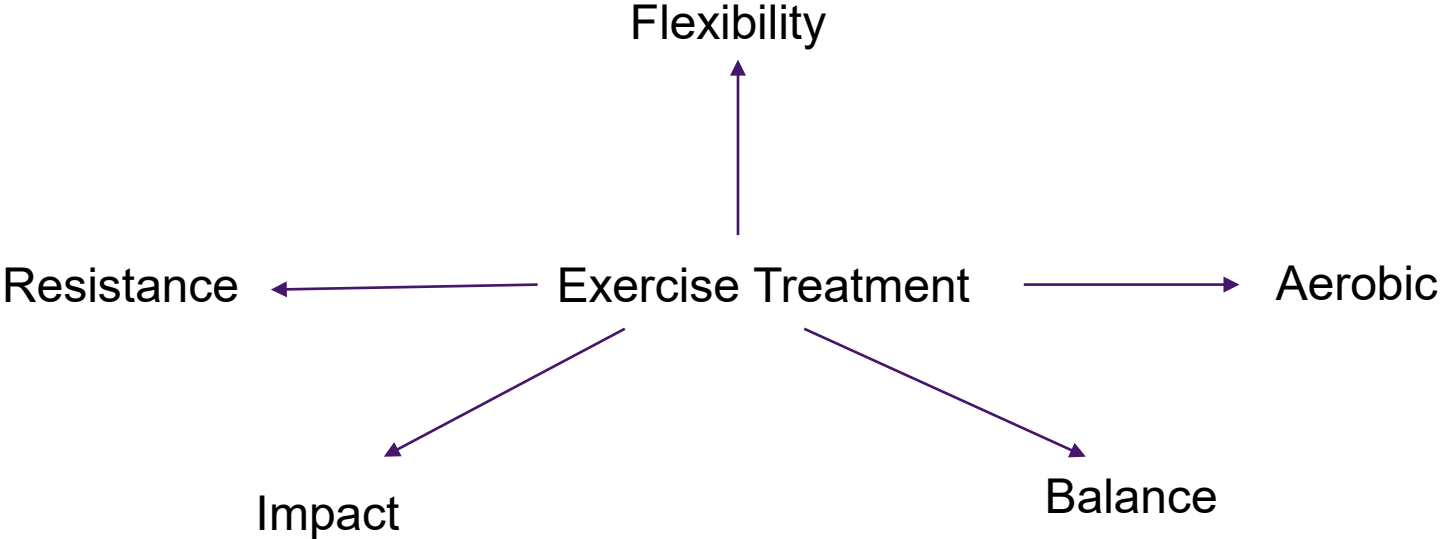 Flexibility
Resistance
Exercise Treatment
Aerobic
Impact
Balance